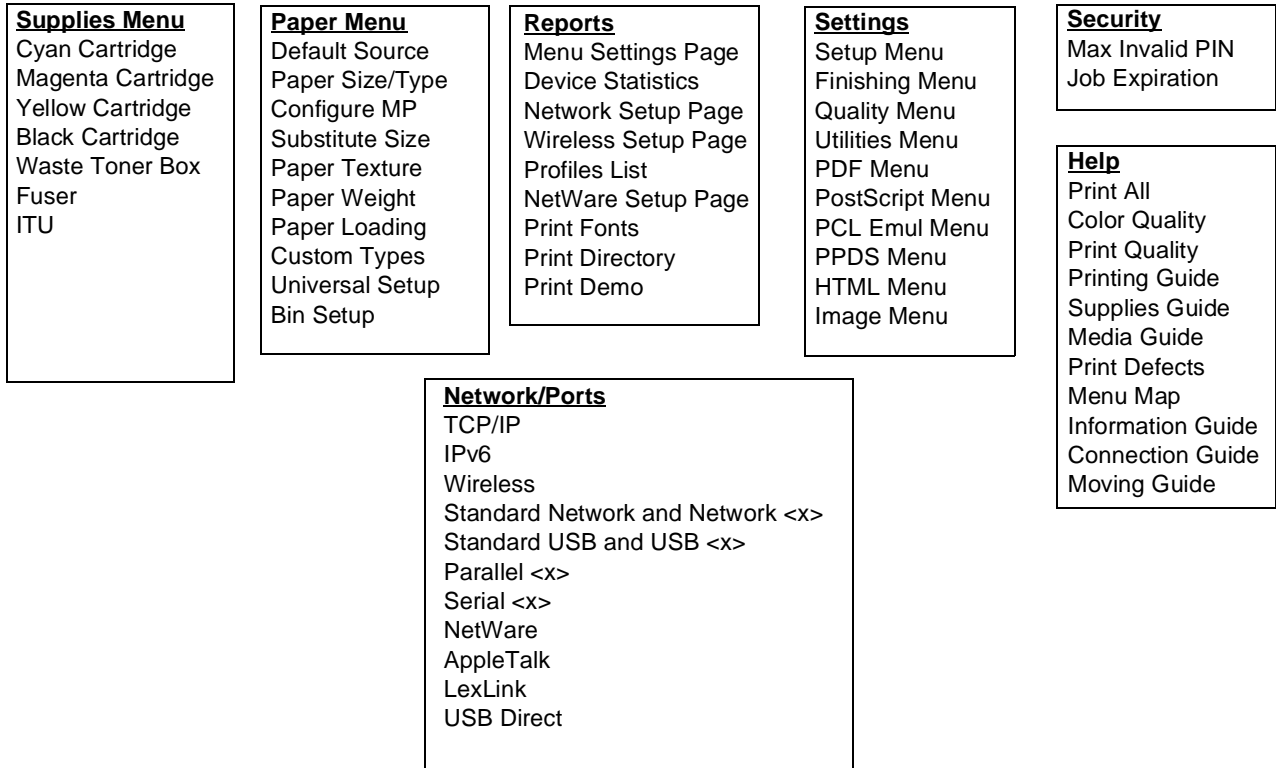 Supplies Menu
Cyan Cartridge
Magenta Cartridge
Yellow Cartridge
Black Cartridge
Waste Toner Box
Fuser
ITU
Paper Menu
Default Source
Paper Size/Type
Configure MP
Substitute Size
Paper Texture
Paper Weight
Paper Loading
Custom Types
Universal Setup
Bin Setup
Reports
Menu Settings Page
Device Statistics
Network Setup Page
Wireless Setup Page
Profiles List
NetWare Setup Page
Print Fonts
Print Directory
Print Demo
Settings
Setup Menu
Finishing Menu
Quality Menu
Utilities Menu
PDF Menu
PostScript Menu
PCL Emul Menu
PPDS Menu
HTML Menu
Image Menu
Security
Max Invalid PIN
Job Expiration
Help
Print All
Color Quality
Print Quality
Printing Guide
Supplies Guide
Media Guide
Print Defects
Menu Map
Information Guide
Connection Guide
Moving Guide
Network/Ports
TCP/IP
IPv6
Wireless
Standard Network and Network <x>
Standard USB and USB <x>
Parallel <x>
Serial <x>
NetWare
AppleTalk
LexLink
USB Direct